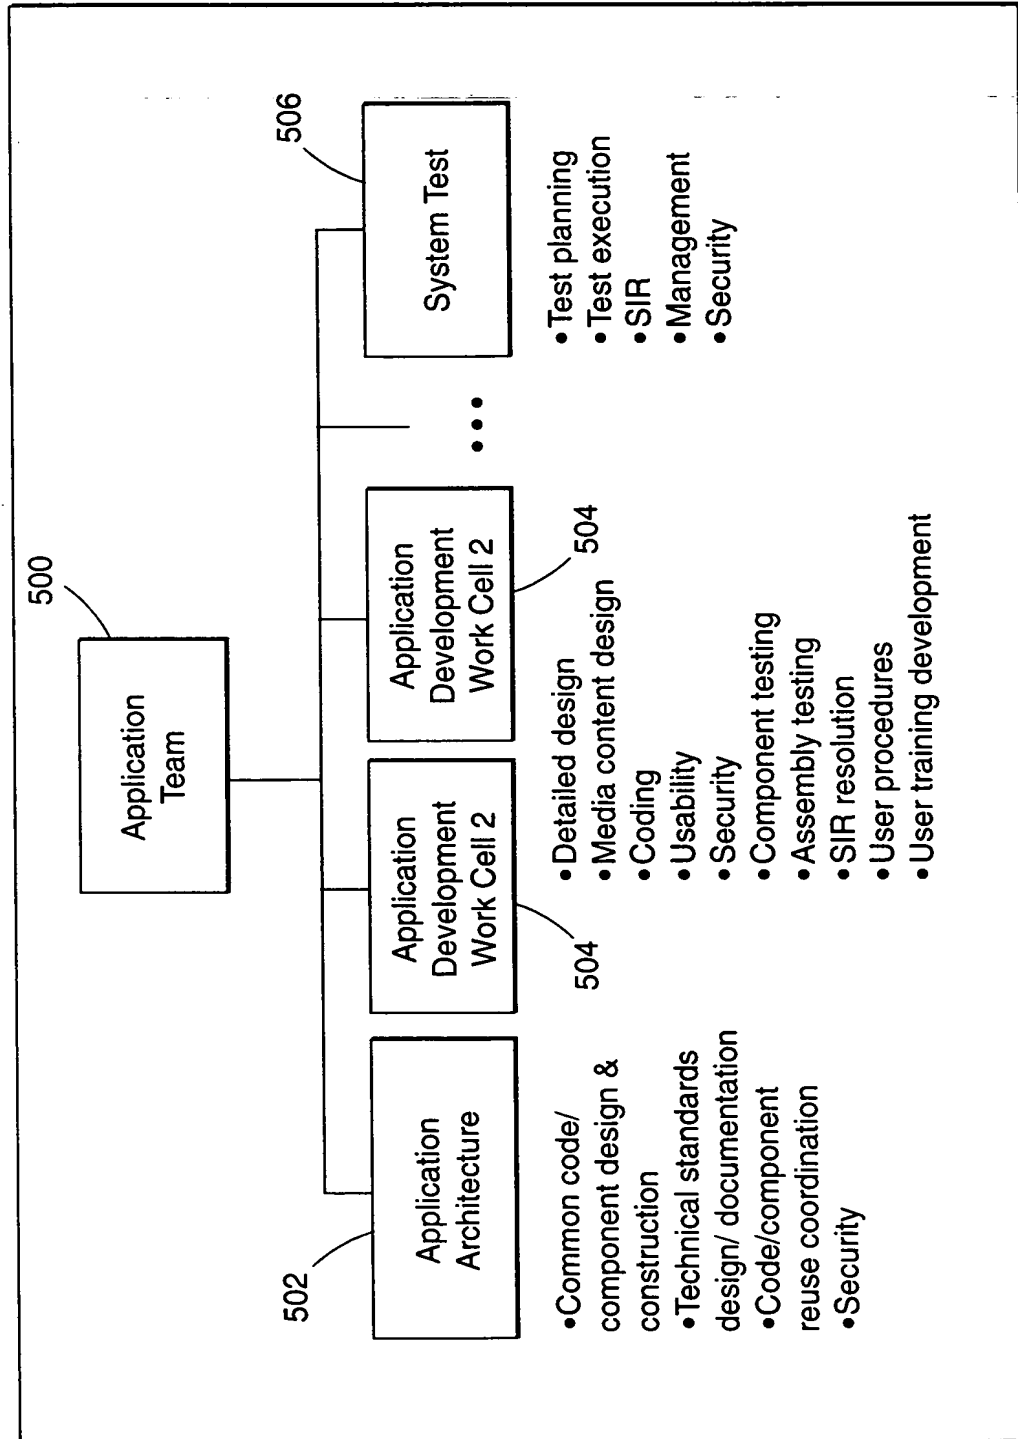 500
Application
Team
502
Application
Architecture
Application
Development
Work Cell 2
504
Application
Development
Work Cell 2
504
...
506
System Test
•Common code/
component design &
construction
•Technical standards
design/ documentation
•Code/component
reuse coordination
•Security
•Detailed design
•Media content design
•Coding
•Usability
•Security
•Component testing
•Assembly testing
•SIR resolution
•User procedures
•User training development
•Test planning
•Test execution
•SIR
•Management
•Security